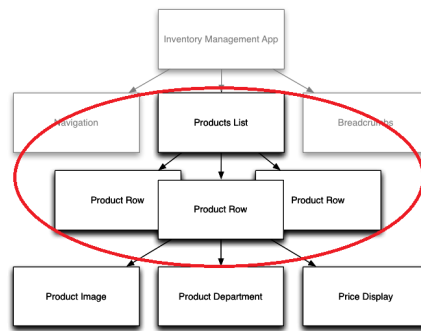 Inventory Management App
Navigation
Products List
Breadcrumbs
Product Row
Product Row
Product Row
Product Image
Product Department
Price Display